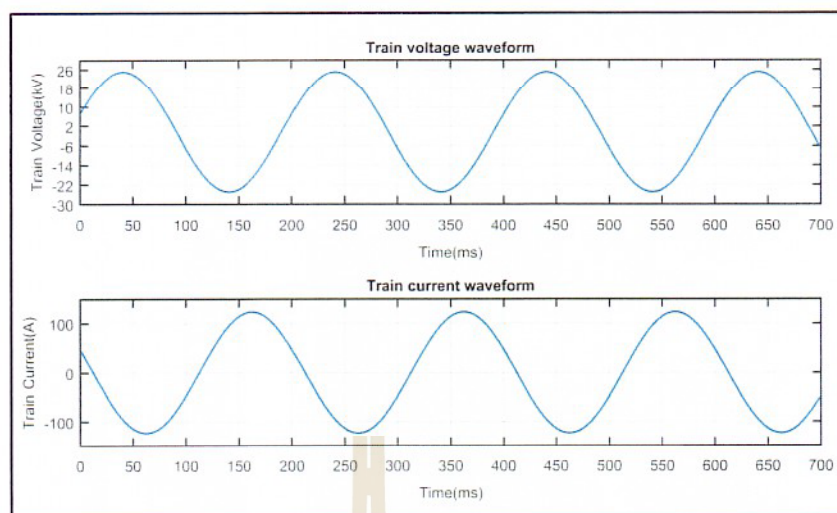 Train voltage waveform
Train Voltage(kV)
26
18
10
2
-6
-14
-22
-30
0 50 100 150 200 250 300 350 400 450 500 550 600 650 700
Time(ms)
Train current waveform
Train Current(A)
100
0
-100
0 50 100 150 200 250 300 350 400 450 500 550 600 650 700
Time(ms)